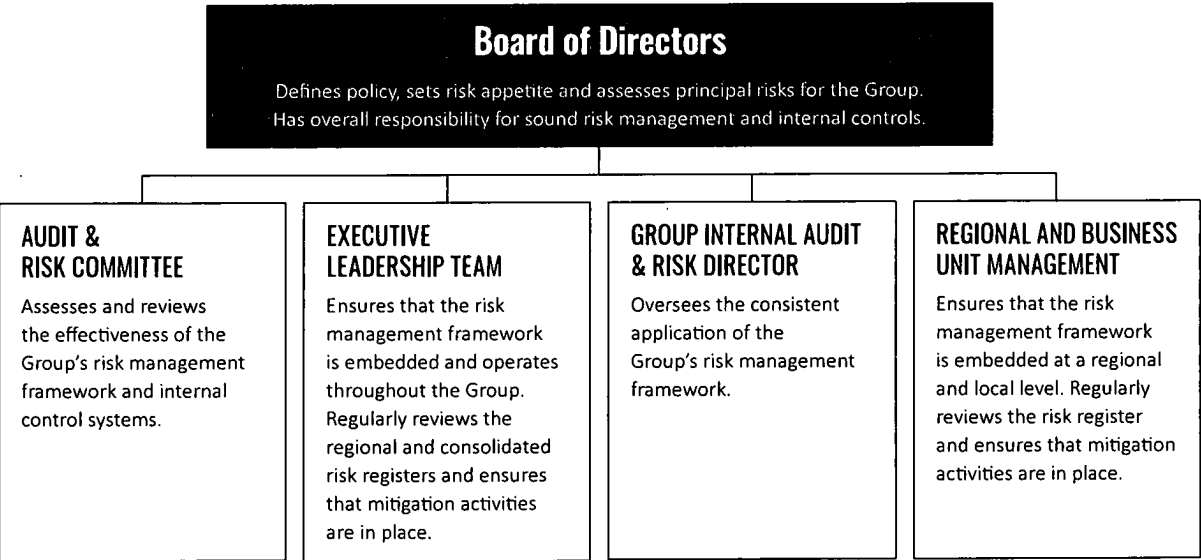 Board of Directors
Defines policy, sets risk appetite and assesses principal risks for the Group.
Has overall responsibility for sound risk management and internal controls.
AUDIT &
RISK COMMITTEE
Assesses and reviews
the effectiveness of the
Group's risk management
framework and internal
control systems.
EXECUTIVE
LEADERSHIP TEAM
Ensures that the risk
management framework
is embedded and operates
throughout the Group.
Regularly reviews the
regional and consolidated
risk registers and ensures
that mitigation activities
are in place.
GROUP INTERNAL AUDIT
& RISK DIRECTOR
Oversees the consistent
application of the
Group's risk management
framework.
REGIONAL AND BUSINESS
UNIT MANAGEMENT
Ensures that the risk
management framework
is embedded at a regional
and local level. Regularly
reviews the risk register
and ensures that mitigation
activities are in place.